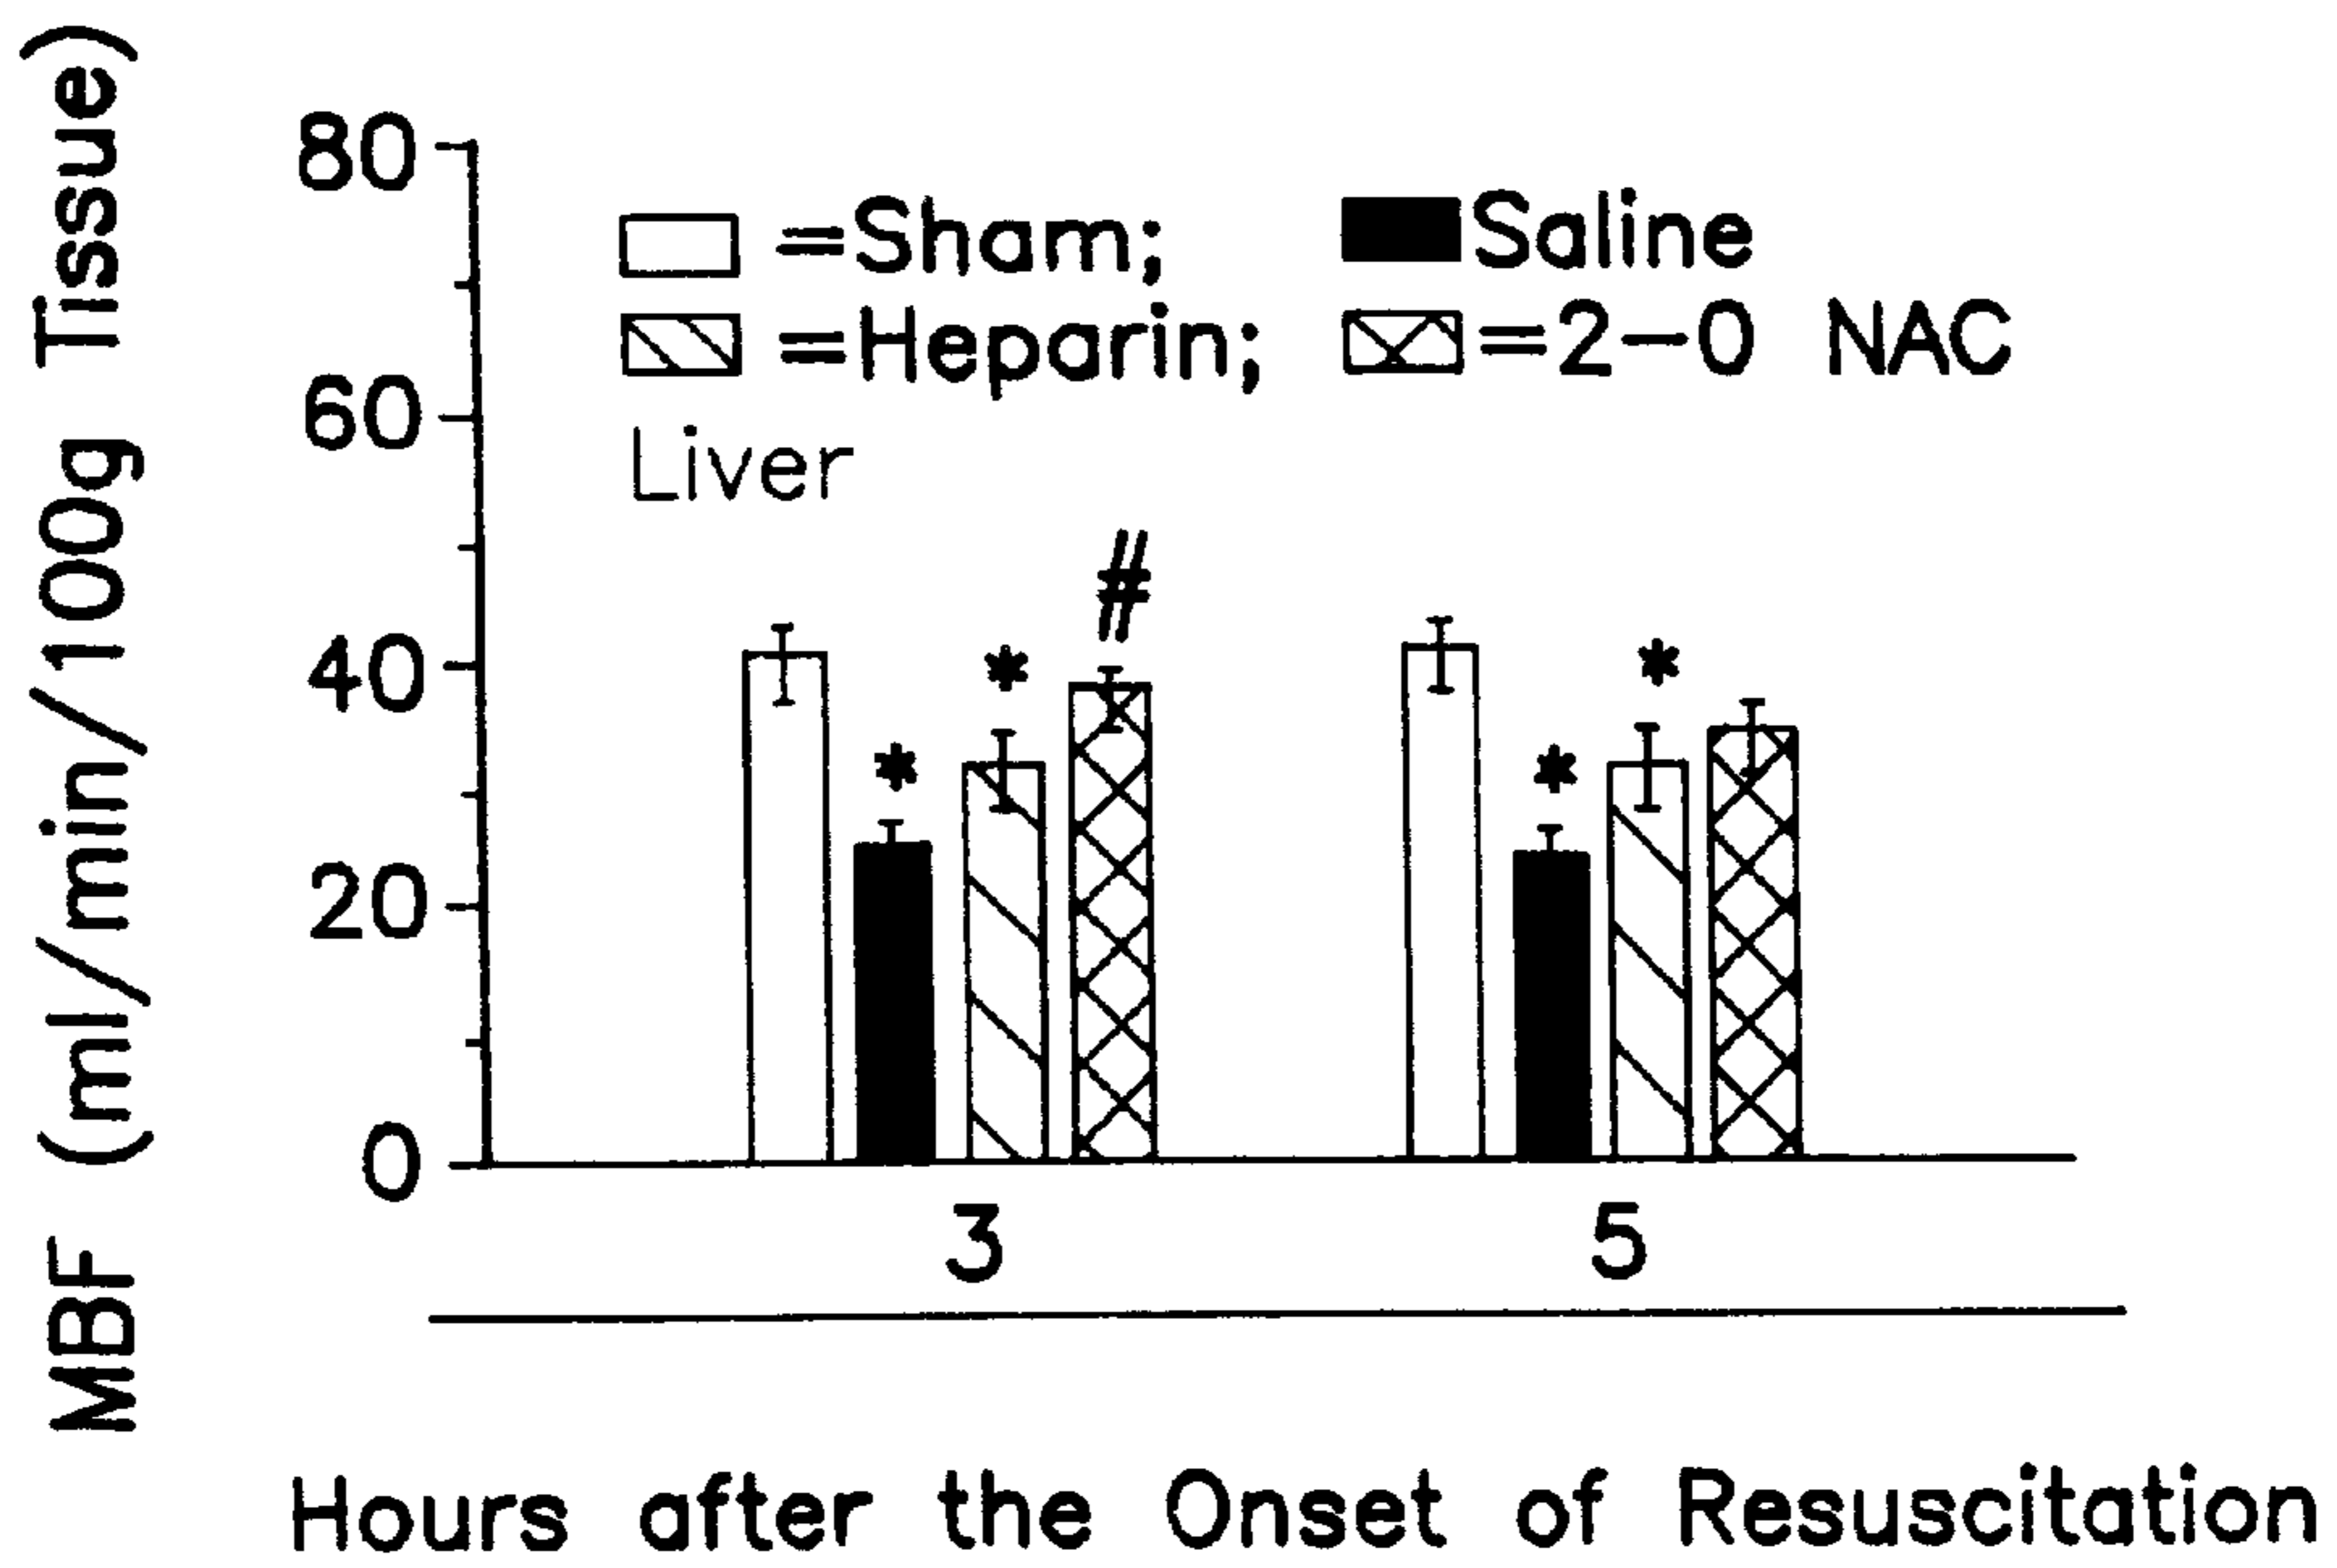 MBF (ml/min/100g Tissue)
80
60
40
20
0
=Sham; Saline
=Heparin; =2-0 NAC
Liver
#
* *
* *
3 5
Hours after the Onset of Resuscitation